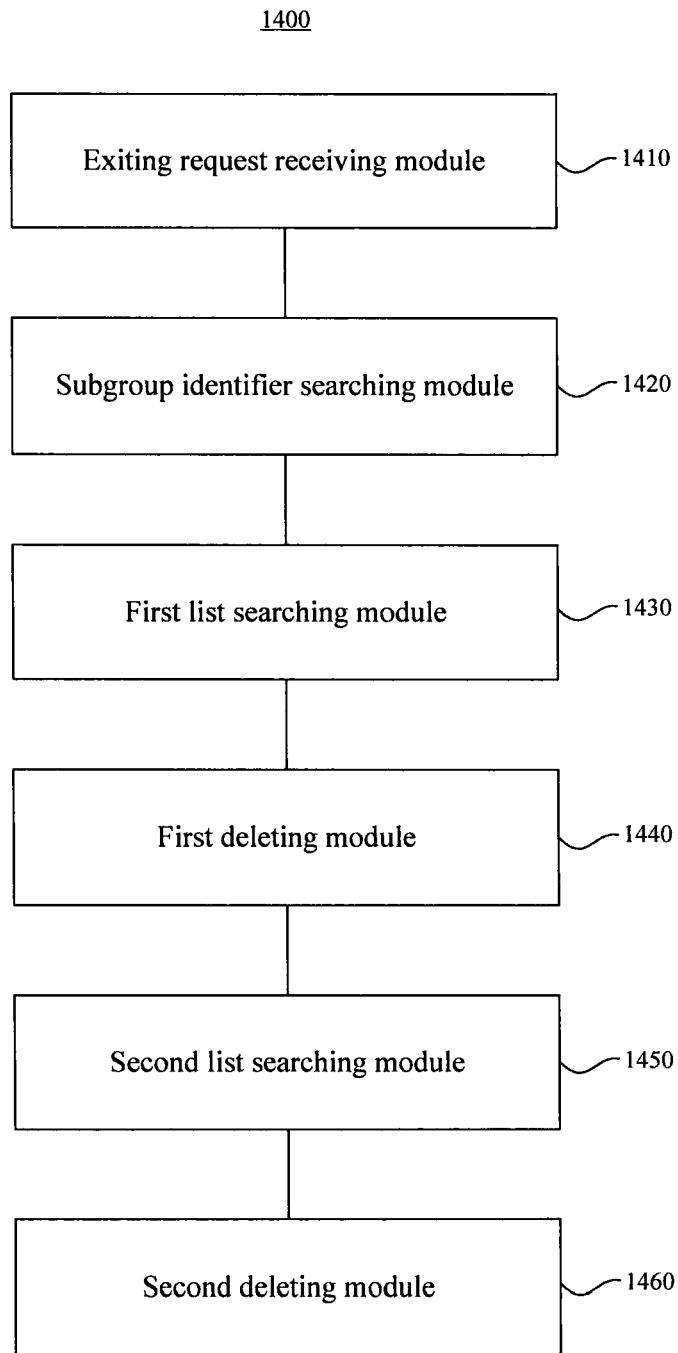 1400
Exiting request receiving module
1410
Subgroup identifier searching module
1420
First list searching module
1430
First deleting module
1440
Second list searching module
1450
Second deleting module
1460